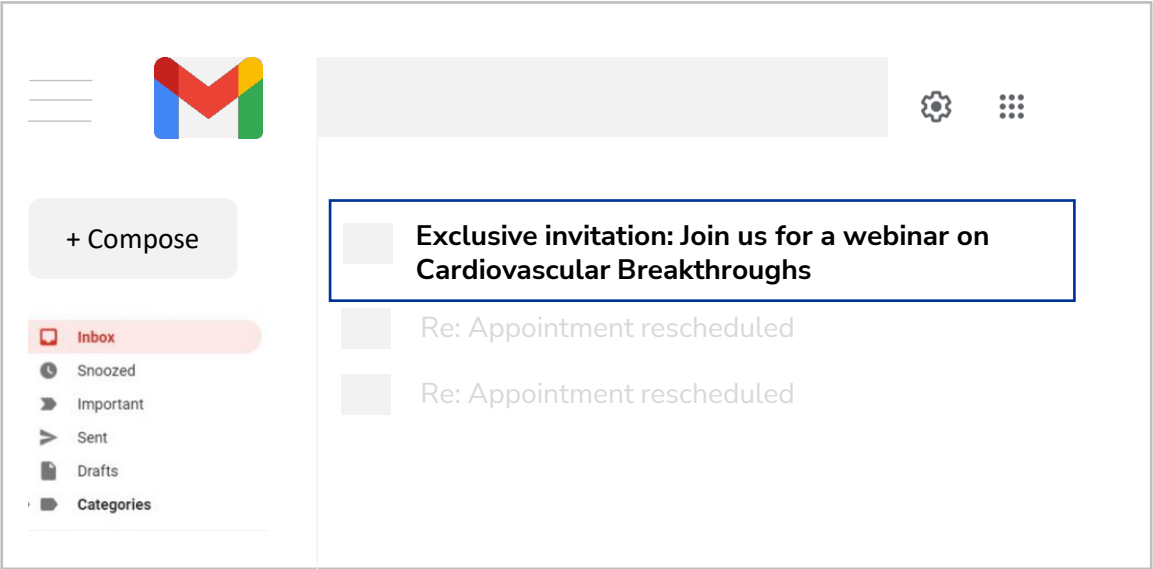 + Compose
Inbox
Snoozed
Important
Sent
Drafts
Categories
Exclusive invitation: Join us for a webinar on
Cardiovascular Breakthroughs
Re: Appointment rescheduled
Re: Appointment rescheduled